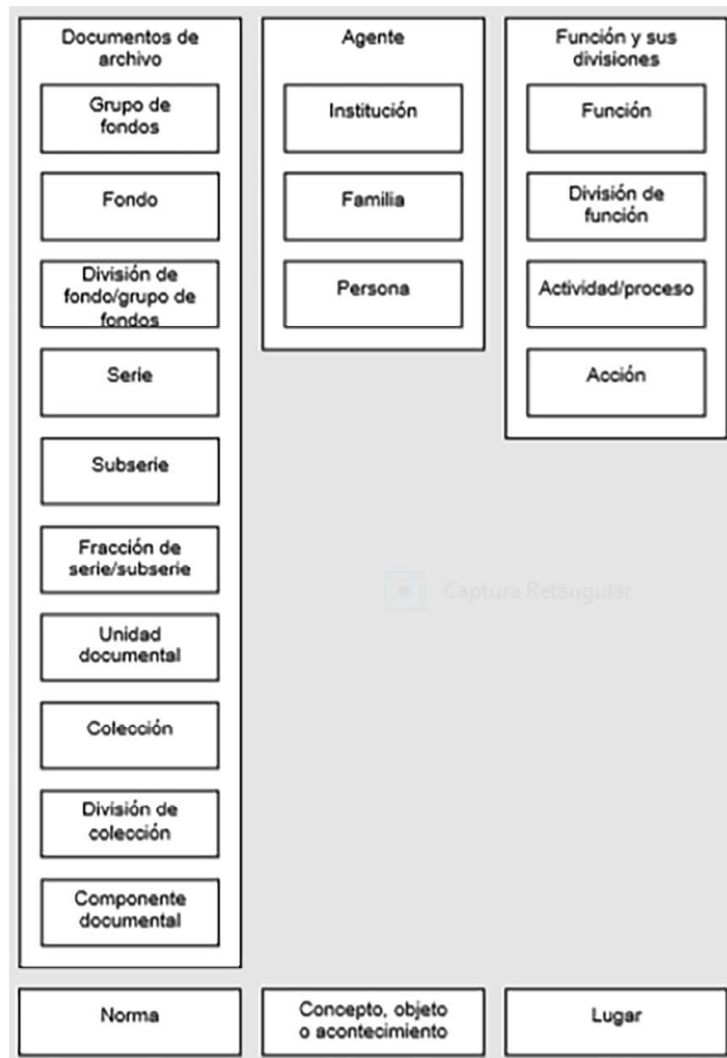 Documentos de
archivo
Grupo de
fondos
Fondo
División de
fondo/grupo de
fondos
Serie
Subserie
Fracción de
serie/subserie
Unidad
documental
Colección
División de
colección
Componente
documental
Agente
Institución
Familia
Persona
Función y sus
divisiones
Función
División de
función
Actividad/proceso
Acción
Captura Retangular
Norma
Concepto, objeto
o acontecimiento
Lugar